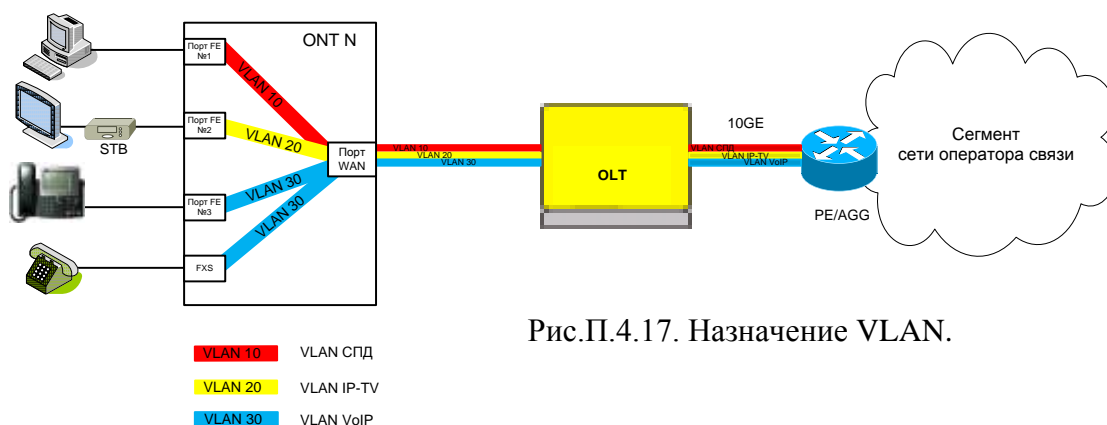 ONT N
Порт FE
№1
VLAN 10
Порт FE
№2
VLAN 20
STB
Порт
WAN
Порт FE
№3
VLAN 30
VLAN 30
FXS
VLAN 10
VLAN 20
VLAN 30
OLT
10GE
VLAN СПД
VLAN IP-TV
VLAN VoIP
PE/AGG
Сегмент
сети оператора связи
Рис.П.4.17. Назначение VLAN.
VLAN 10 VLAN СПД
VLAN 20 VLAN IP-TV
VLAN 30 VLAN VoIP